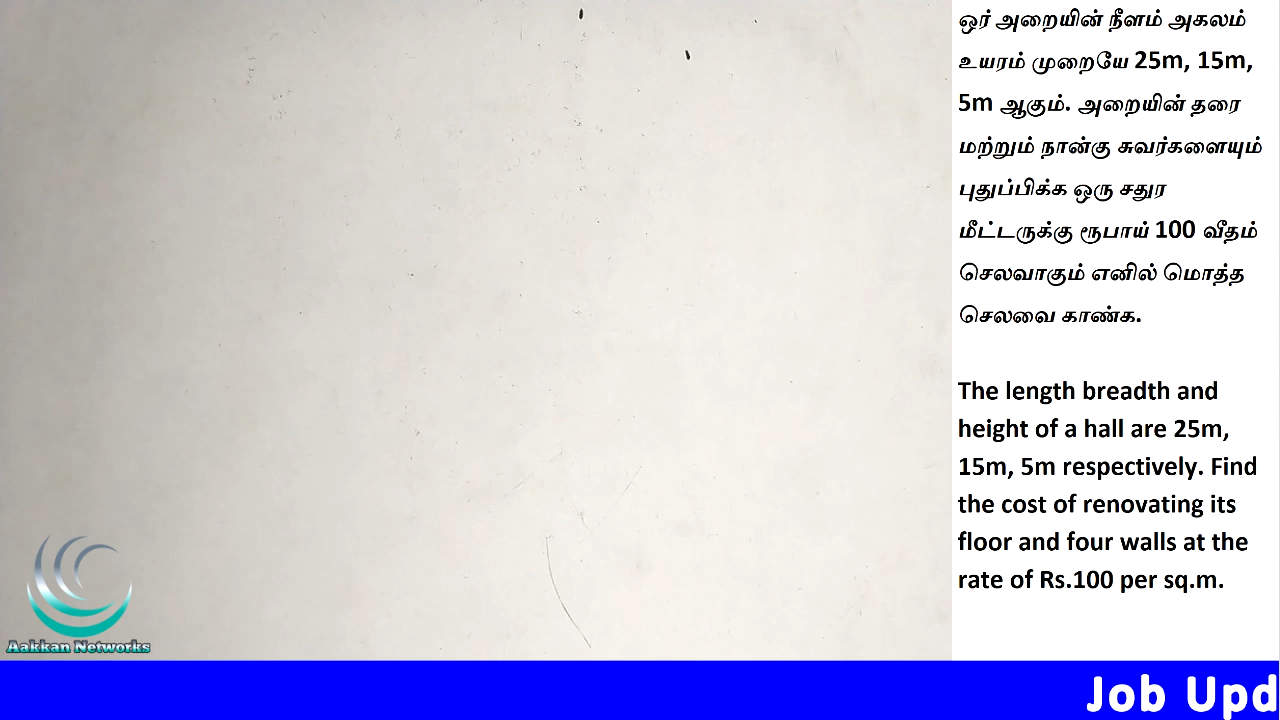 ஒர் அறையின் நீளம் அகலம்
உயரம் முறையே 25m, 15m,
5m ஆகும். அறையின் தரை
மற்றும் நான்கு சுவர்களையும்
புதுப்பிக்க ஒரு சதுர
மீட்டருக்கு ரூபாய் 100 வீதம்
செலவாகும் எனில் மொத்த
செலவை காண்க.
The length breadth and
height of a hall are 25m,
15m, 5m respectively. Find
the cost of renovating its
floor and four walls at the
rate of Rs.100 per sq.m.
Aakkan Networks
Job Upd